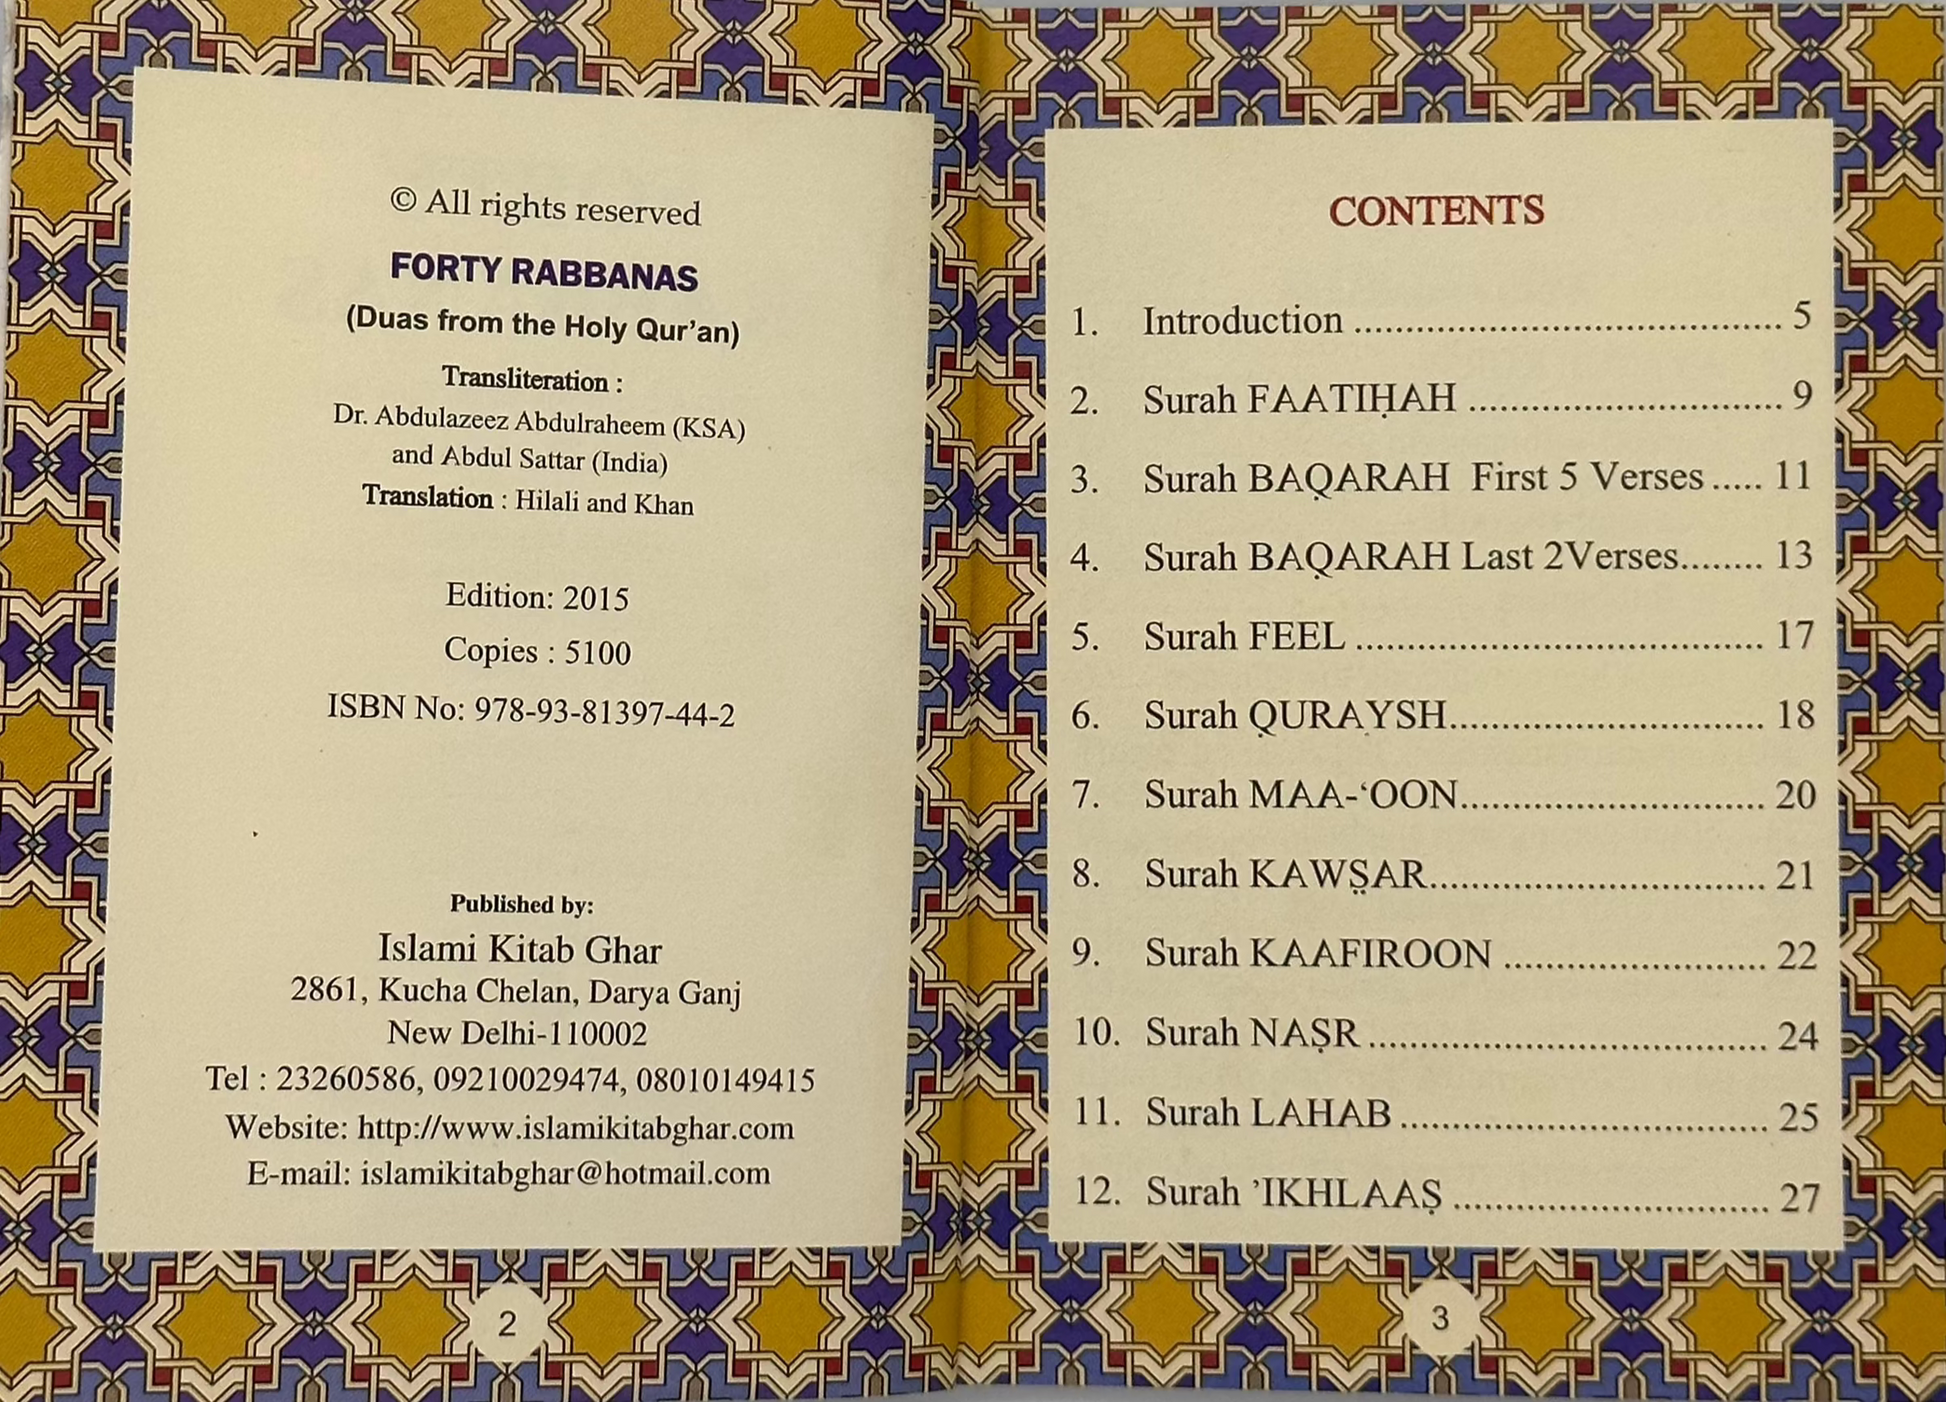 © All rights reserved
FORTY RABBANAS
(Duas from the Holy Qur’an)
Transliteration :
Dr. Abdulazeez Abdulraheem (KSA)
and Abdul Sattar (India)
Translation : Hilali and Khan
Edition: 2015
Copies : 5100
ISBN No: 978-93-81397-44-2
Published by:
Islami Kitab Ghar
2861, Kucha Chelan, Darya Ganj
New Delhi-110002
Tel : 23260586, 09210029474, 08010149415
Website: http://www.islamikitabghar.com
E-mail: islamikitabghar@hotmail.com
2
CONTENTS
1. Introduction .......................................... 5
2. Surah FAATIḤAH ............................... 9
3. Surah BAQARAH First 5 Verses ..... 11
4. Surah BAQARAH Last 2Verses........ 13
5. Surah FEEL ........................................ 17
6. Surah QURAYSH............................... 18
7. Surah MAA-‘OON.............................. 20
8. Surah KAWS̤AR................................. 21
9. Surah KAAFIROON .......................... 22
10. Surah NAṢR ....................................... 24
11. Surah LAHAB .................................... 25
12. Surah ’IKHLAAṢ ............................... 27
3